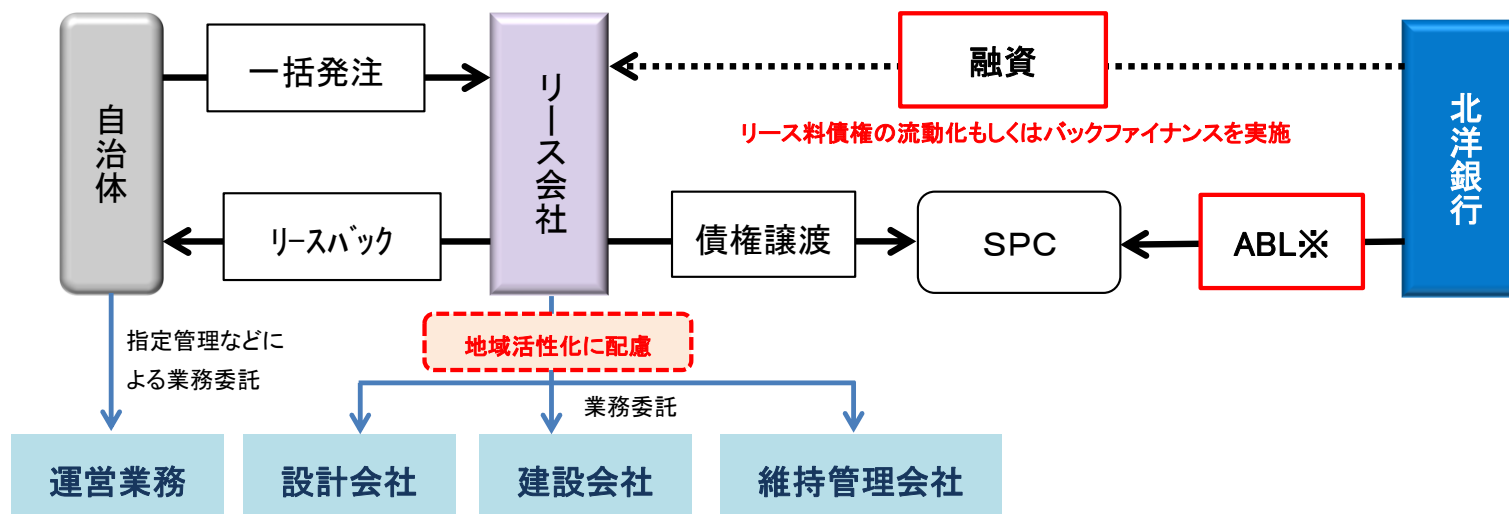 自治体
一括発注
リース会社
融資
北洋銀行
リース料債権の流動化もしくはバックファイナンスを実施
リースバック
債権譲渡
SPC
ABL※
指定管理などに
よる業務委託
地域活性化に配慮
業務委託
運営業務
設計会社
建設会社
維持管理会社